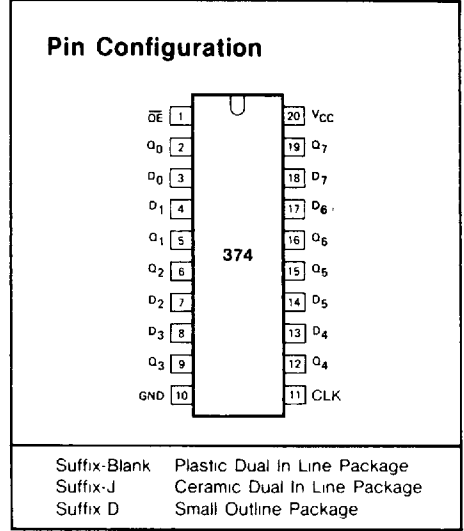 Pin Configuration
OE 1 20 VCC
Q0 2 19 Q7
D0 3 18 D7
D1 4 17 D6
Q1 5 16 Q6
374
Q2 6 15 Q5
D2 7 14 D5
D3 8 13 D4
Q3 9 12 Q4
GND 10 11 CLK
Suffix-Blank Plastic Dual In Line Package
Suffix-J Ceramic Dual In Line Package
Suffix D Small Outline Package